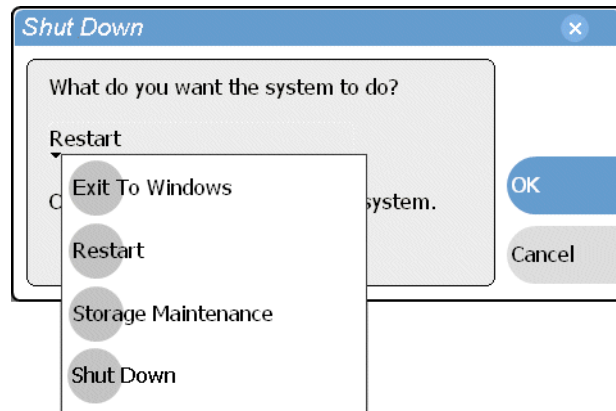 Shut Down
What do you want the system to do?
Restart
C
system.
Exit To Windows
Restart
Storage Maintenance
Shut Down
OK
Cancel